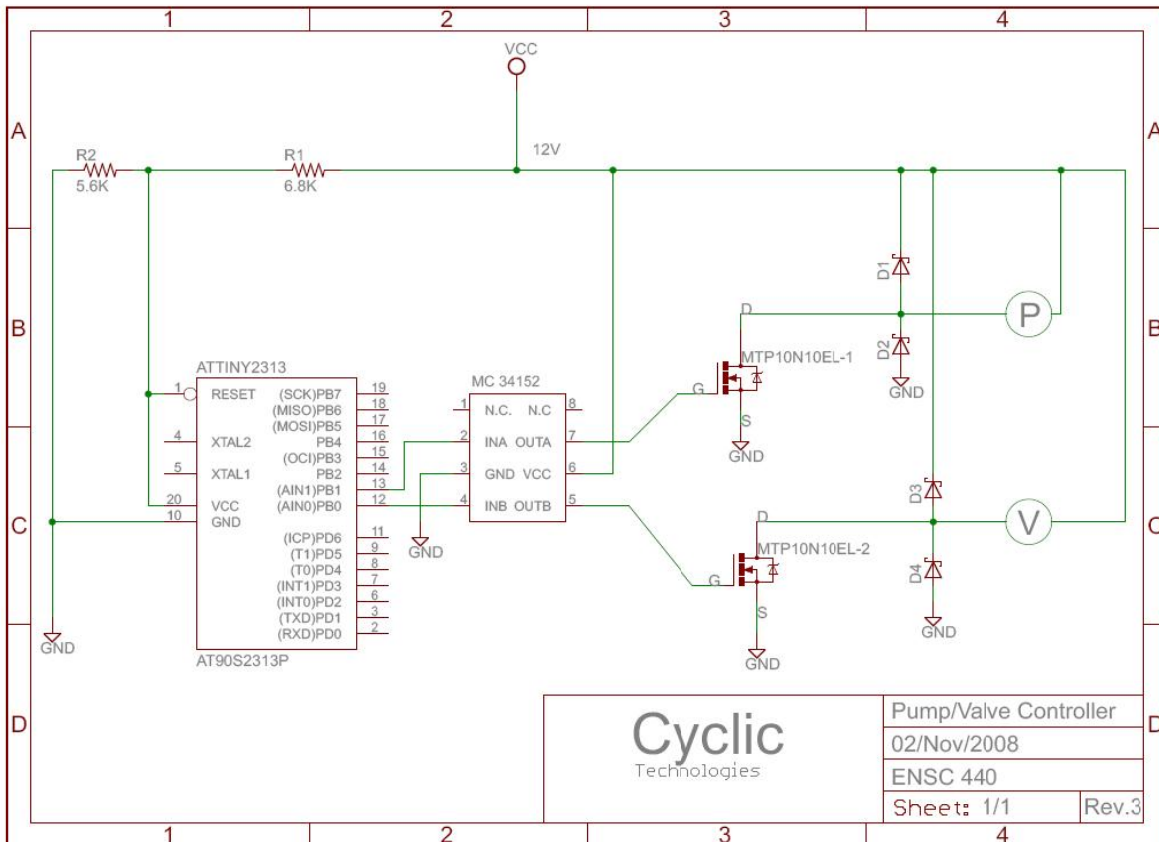 1 2 3 4
A A
B B
C C
D D
VCC
12V
R2
5.6K
R1
6.8K
D1
D2
P
D
MTP10N10EL-1
G
S
GND
GND
ATTINY2313
1 RESET (SCK)PB7 19
(MISO)PB6 18
(MOSI)PB5 17
4 XTAL2 PB4 16
(OCI)PB3 15
5 XTAL1 PB2 14
(AIN1)PB1 13
20 VCC (AIN0)PB0 12
10 GND
(ICP)PD6 11
(T1)PD5 9
(T0)PD4 8
(INT1)PD3 7
(INT0)PD2 6
(TXD)PD1 3
(RXD)PD0 2
AT90S2313P
GND
MC 34152
1 N.C. N.C 8
2 INA OUTA 7
3 GND VCC 6
4 INB OUTB 5
GND
D3
D4
V
D
MTP10N10EL-2
G
S
GND
GND
Cyclic
Technologies
Pump/Valve Controller
02/Nov/2008
ENSC 440
Sheet: 1/1 Rev.3
1 2 3 4